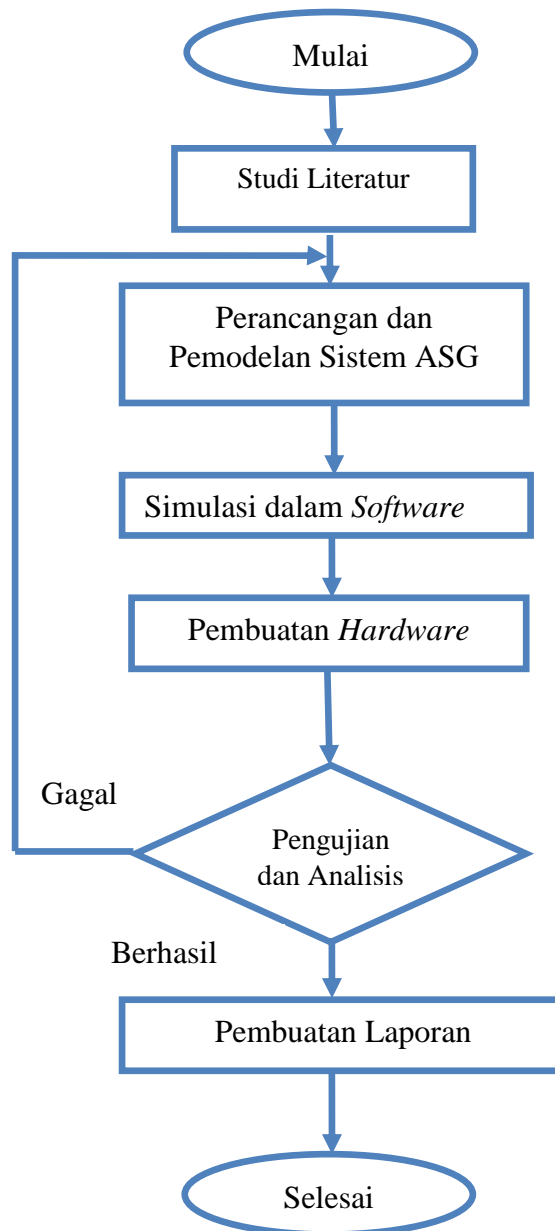 Mulai
Studi Literatur
Perancangan dan
Pemodelan Sistem ASG
Simulasi dalam Software
Pembuatan Hardware
Gagal
Pengujian
dan Analisis
Berhasil
Pembuatan Laporan
Selesai